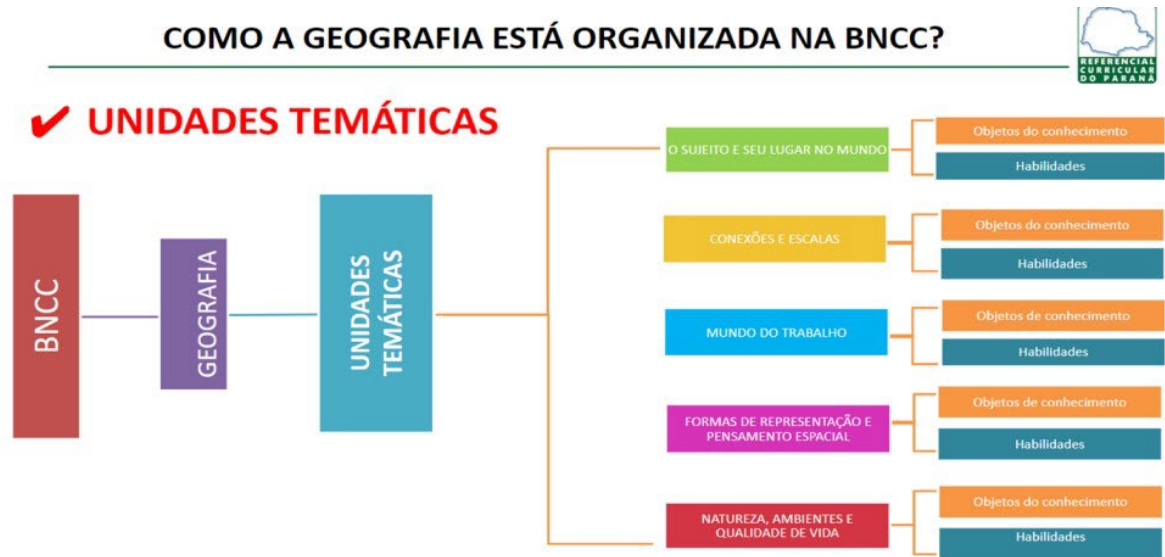 COMO A GEOGRAFIA ESTÁ ORGANIZADA NA BNCC?
REFERENCIAL
CURRICULAR
DO PARANÁ
✔ UNIDADES TEMÁTICAS
BNCC
GEOGRAFIA
UNIDADES
TEMÁTICAS
O SUJEITO E SEU LUGAR NO MUNDO
Objetos do conhecimento
Habilidades
CONEXÕES E ESCALAS
Objetos do conhecimento
Habilidades
MUNDO DO TRABALHO
Objetos de conhecimento
Habilidades
FORMAS DE REPRESENTAÇÃO E
PENSAMENTO ESPACIAL
Objetos de conhecimento
Habilidades
NATUREZA, AMBIENTES E
QUALIDADE DE VIDA
Objetos do conhecimento
Habilidades